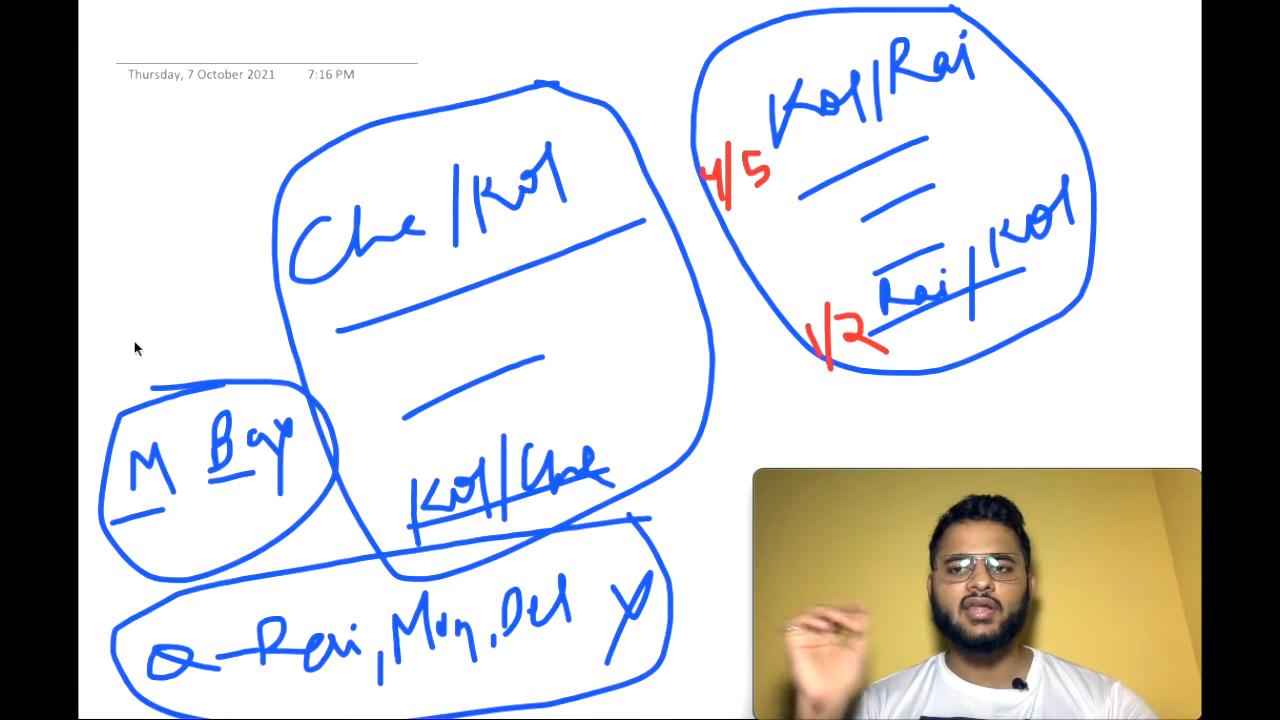 Thursday, 7 October 2021 7:16 PM
Kol/Rai
4/5
Rai/Kol
1/2
Che/Kol
Kol/Che
M Bay
Q-Rai, Mum, Del